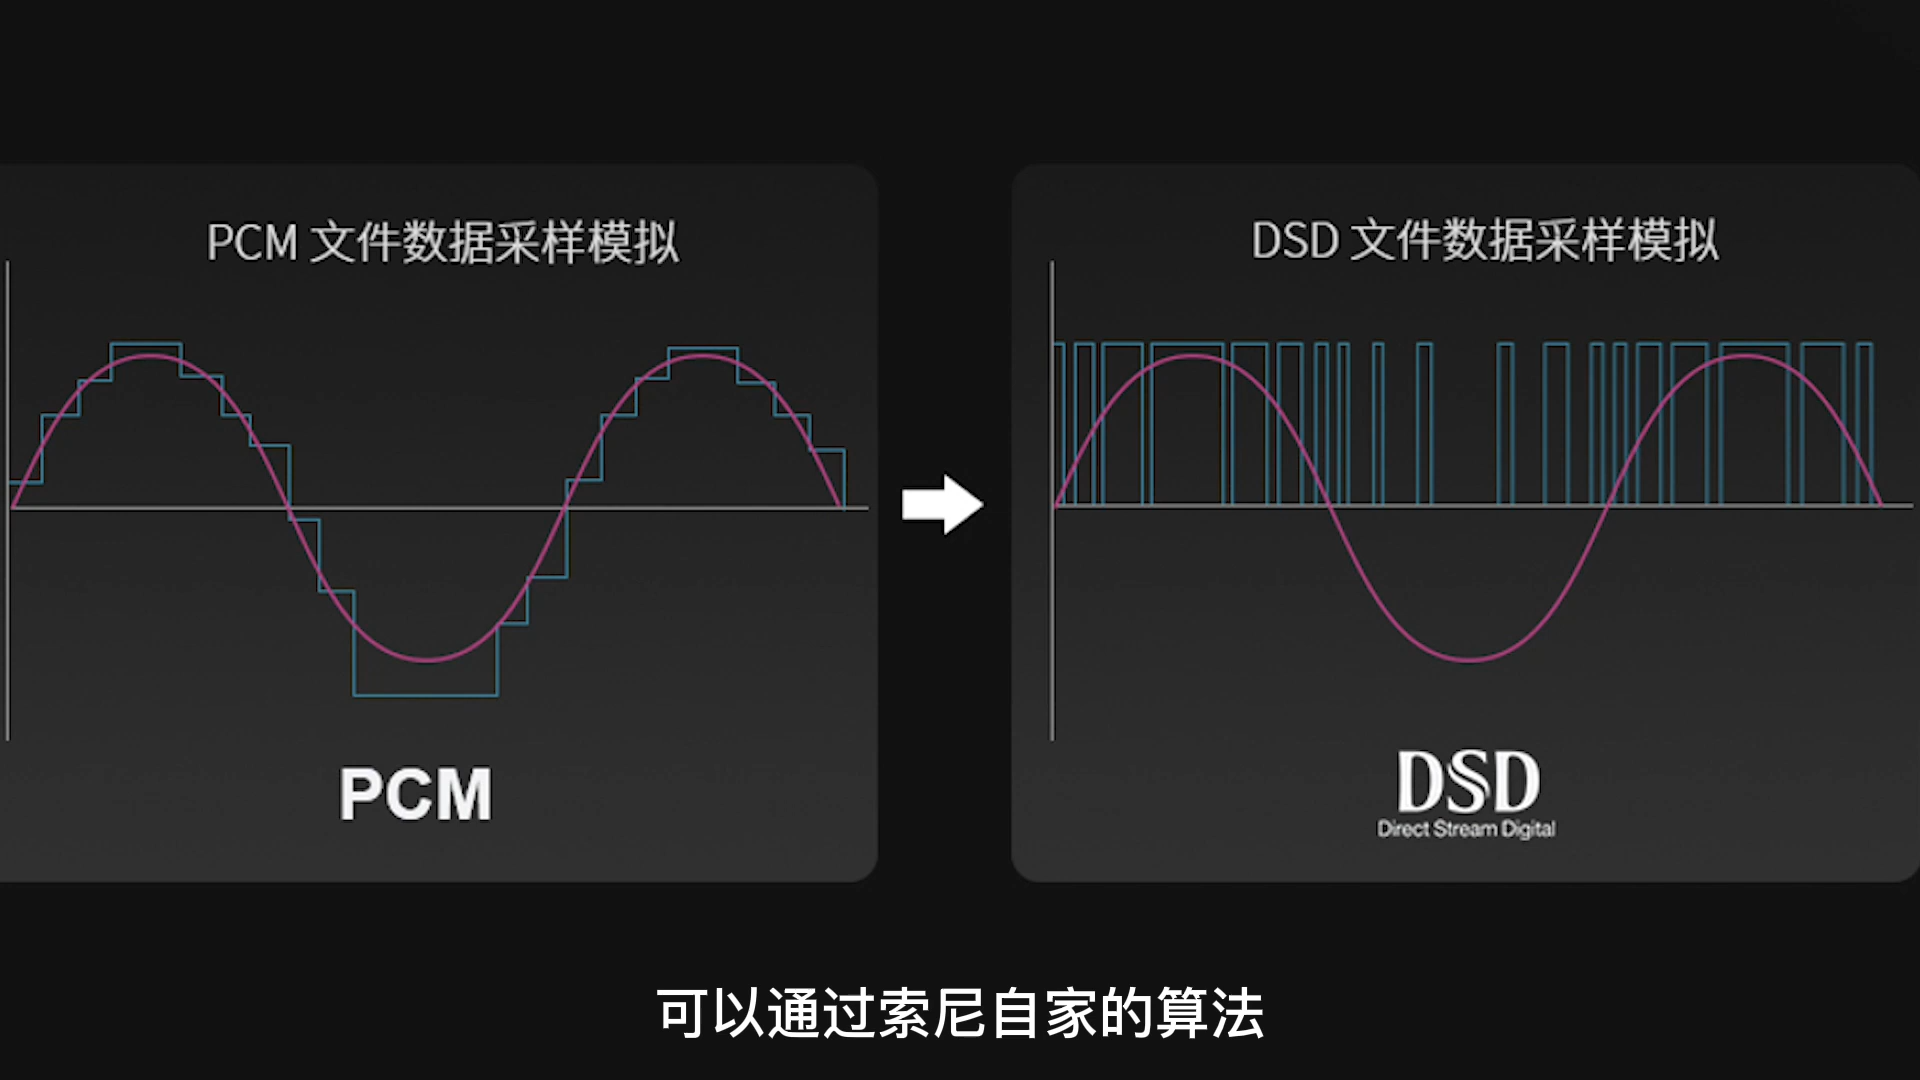 PCM 文件数据采样模拟
PCM
DSD 文件数据采样模拟
DSD
Direct Stream Digital
可以通过索尼自家的算法